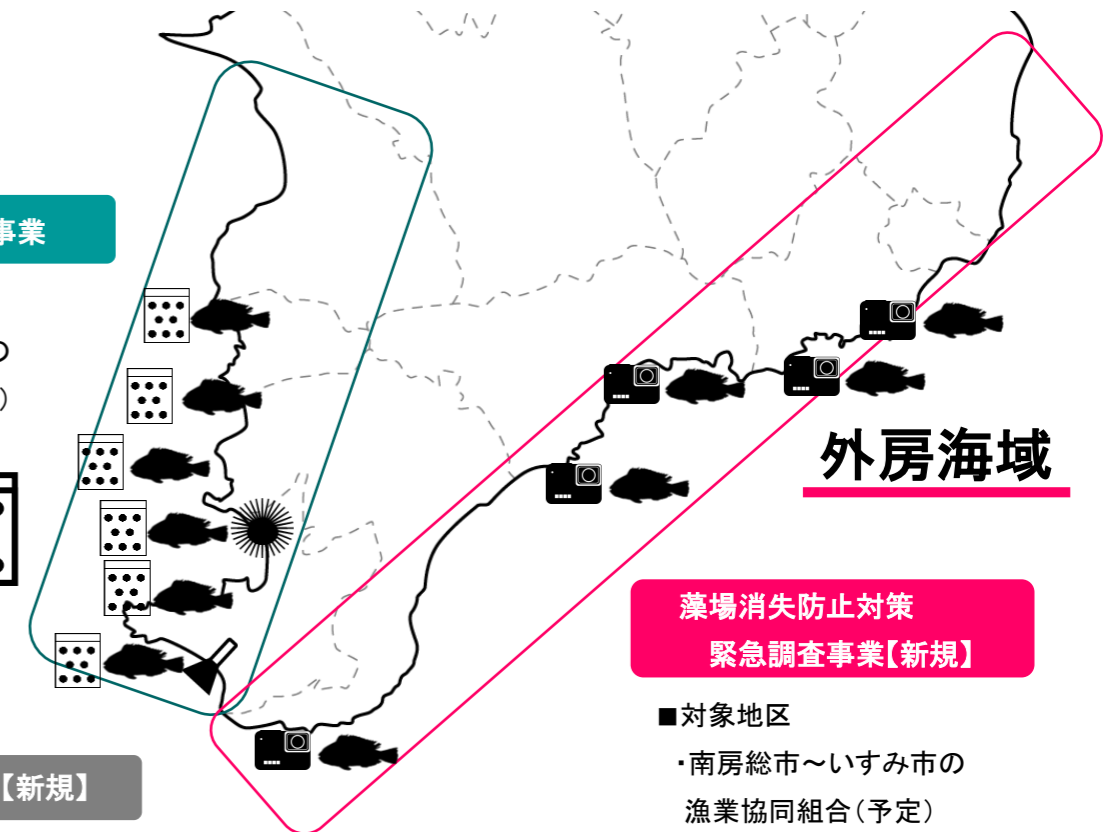 事業
つ
)
外房海域
藻場消失防止対策
緊急調査事業【新規】
■対象地区
・南房総市～いすみ市の
漁業協同組合(予定)
【新規】